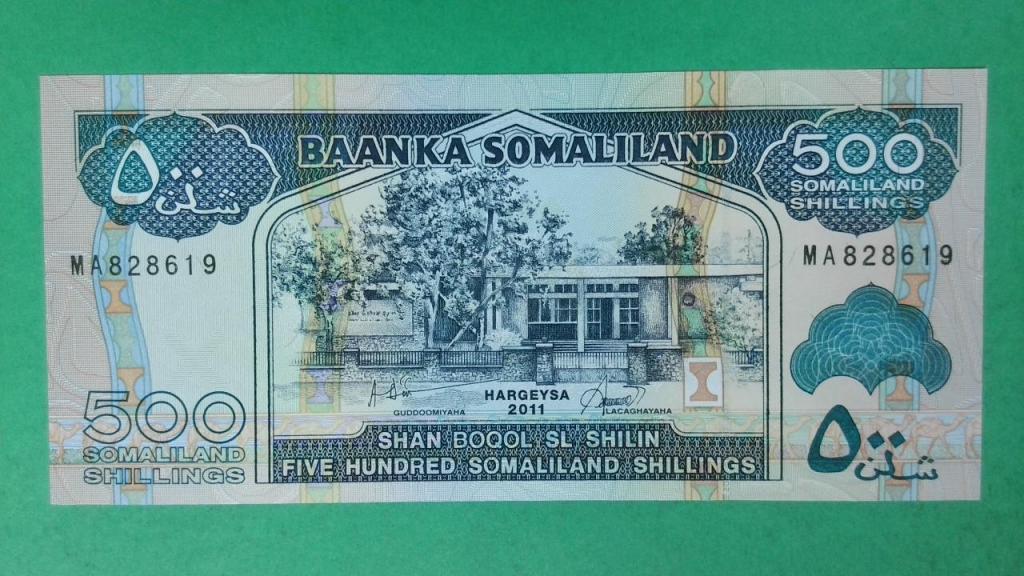 BAANKA SOMALILAND
٥٠٠
شلن
500
SOMALILAND
SHILLINGS
MA828619
MA828619
HARGEYSA
2011
GUDDOOMIYAHA
LACAGHAYAHA
500
SOMALILAND
SHILLINGS
SHAN BOQOL SL SHILIN
FIVE HUNDRED SOMALILAND SHILLINGS
٥٠٠
شلن